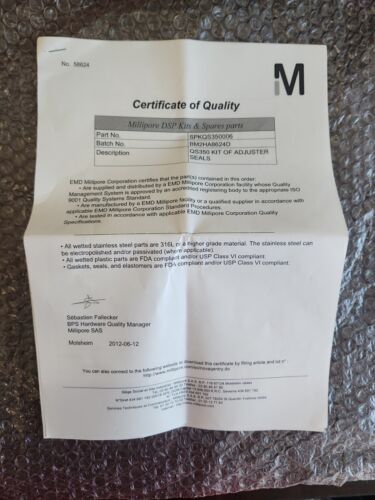 No. 58624
M
Certificate of Quality
Millipore DSP Kits & Spares parts
Part No. SPKQS350006
Batch No. BM2HA8624D
Description QS350 KIT OF ADJUSTER
SEALS
EMD Millipore Corporation certifies that the part(s) contained in this order:
• Are supplied and distributed by a EMD Millipore facility whose Quality
Management System is approved by an accredited registering body to the appropriate ISO
9001 Quality Systems Standard.
• Are manufactured by a EMD Millipore facility or a qualified supplier in accordance with
applicable EMD Millipore Corporation Standard Procedures.
• Are tested in accordance with applicable EMD Millipore Corporation Quality
Specifications.
• All wetted stainless steel parts are 316L or a higher grade material. The stainless steel can
be electropolished and/or passivated (where applicable).
• All wetted plastic parts are FDA compliant and/or USP Class VI compliant.
• Gaskets, seals, and elastomers are FDA compliant and/or USP Class VI compliant.
Sébastien Fallecker
BPS Hardware Quality Manager
Millipore SAS
Molsheim 2012-06-12
You can also connect to the following website to download this certificate by filling article and lot n°